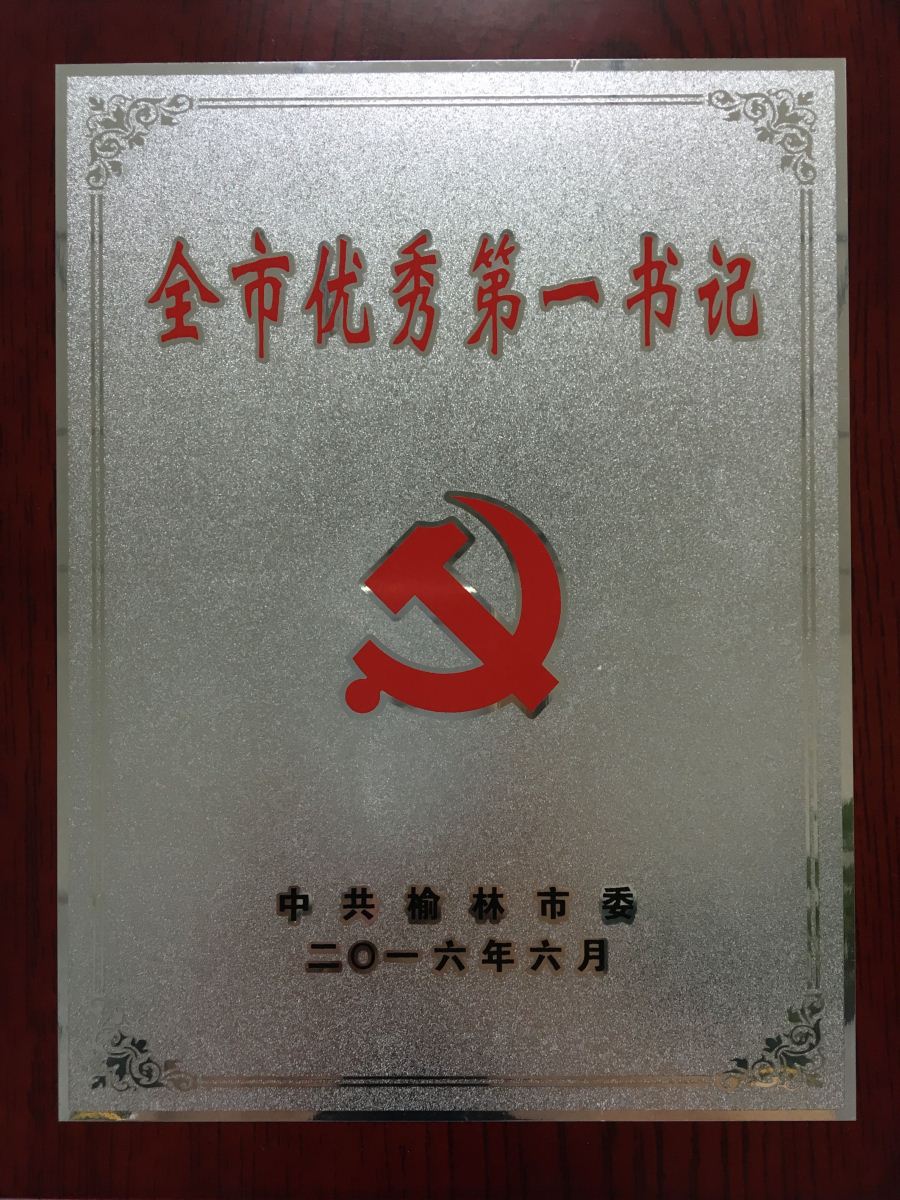 全市优秀第一书记
中共榆林市委
二〇一六年六月